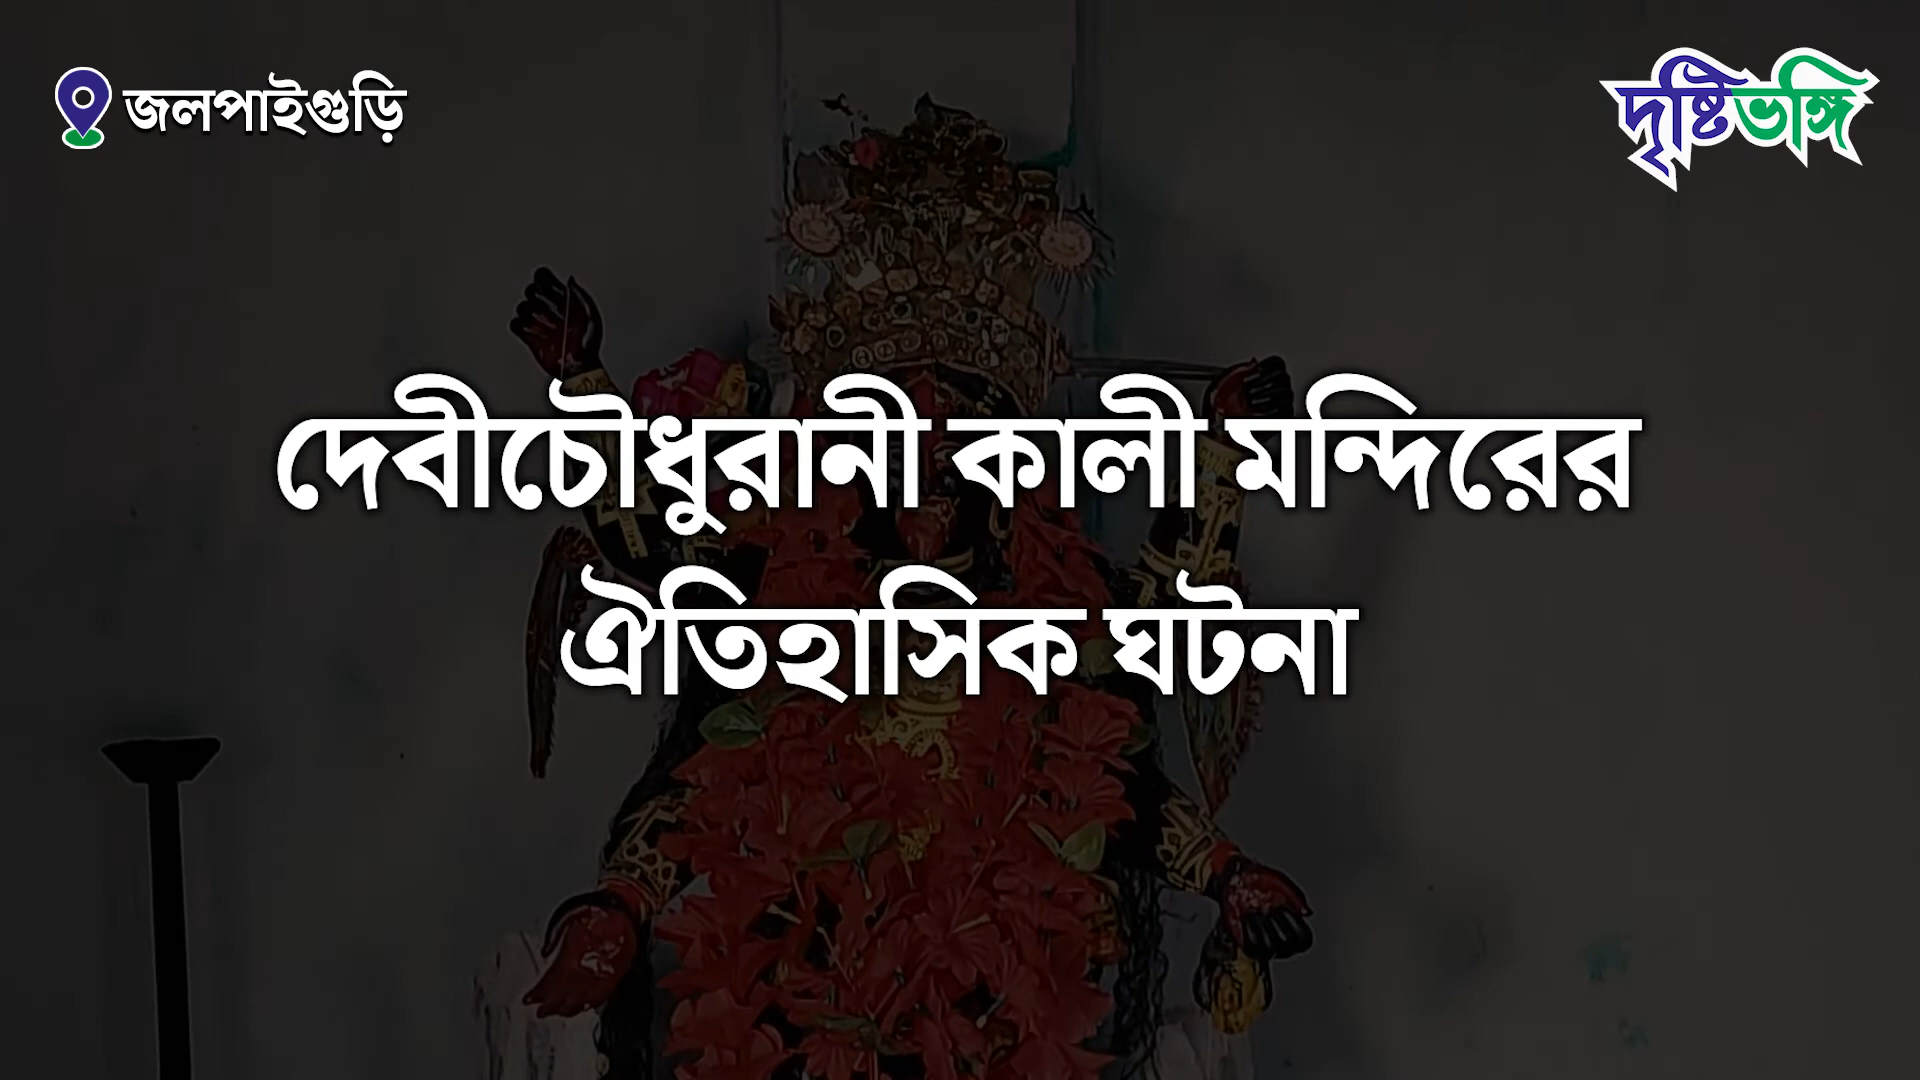 জলপাইগুড়ি
দৃষ্টিভঙ্গি
দেবীচৌধুরানী কালী মন্দিরের
ঐতিহাসিক ঘটনা